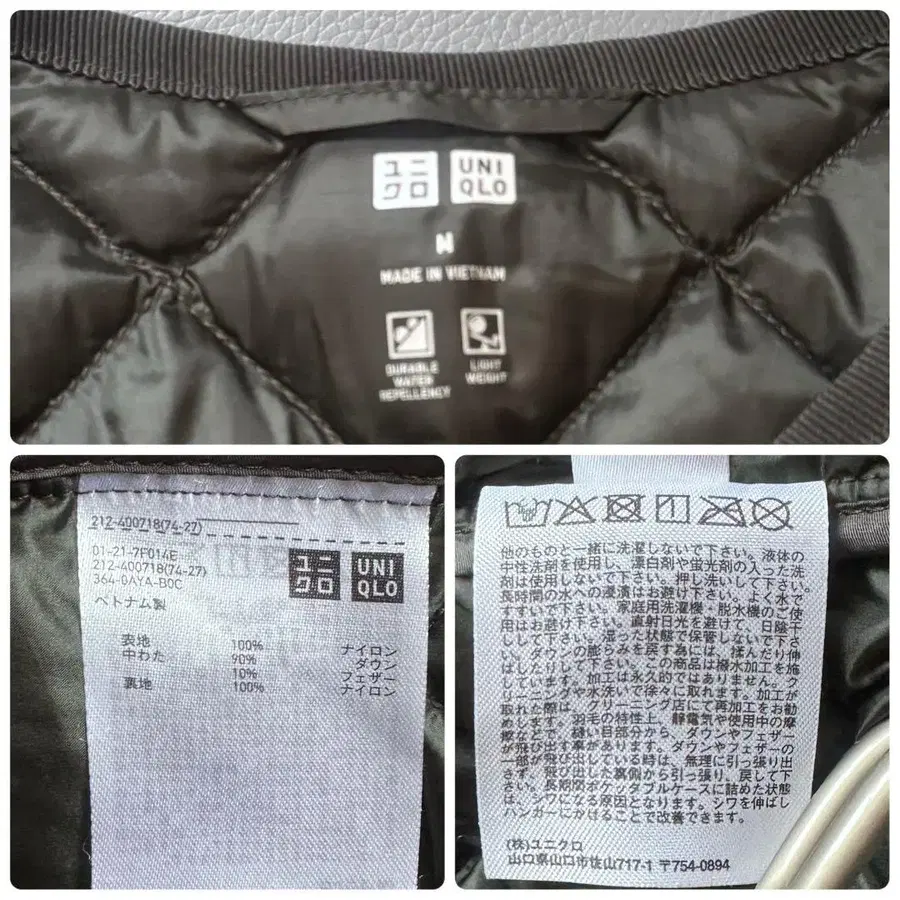 ユニ
クロ
UNI
QLO
M
MADE IN VIETNAM
DURABLE
WATER
REPELLENCY
LIGHT
WEIGHT
212-400718(74-27)
01-21-7F014E
212-400718(74-27)
364-0AYA-B0C
ベトナム製
ユニ
クロ
UNI
QLO
表地 100% ナイロン
中わた 90% ダウン
10% フェザー
裏地 100% ナイロン
他のものと一緒に洗濯しないで下さい。液体の
中性洗剤を使用し、漂白剤や蛍光剤の入った洗
剤は使用しないで下さい。押し洗いして下さい。
長時間の水への浸漬はお避け下さい。よく水で
すすいで下さい。家庭用洗濯機・脱水機のご使
用はお避け下さい。直射日光を避けて、日陰干
しして下さい。湿った状態で保管しないで下さ
い。ダウンの膨らみを戻す為には、揉んだり伸
ばしたりして下さい。この商品は撥水加工を施
しています。加工は永久的ではありません。ク
リーニングや水洗いで徐々に取れます。加工が
取れた際は、クリーニング店にて再加工をお勧
めします。羽毛の特性上、静電気や使用中の摩
擦などで、縫い目部分から、ダウンやフェザー
が飛び出す事があります。ダウンやフェザーの
一部が飛び出している時は、無理に引っ張り出
さず、飛び出した裏側から引っ張り、戻して下
さい。長期間ポケッタブルケースに詰めた状態
は、シワになる原因となります。シワを伸ばし
ハンガーにかけることで改善できます。
(株)ユニクロ
山口県山口市佐山717-1 〒754-0894